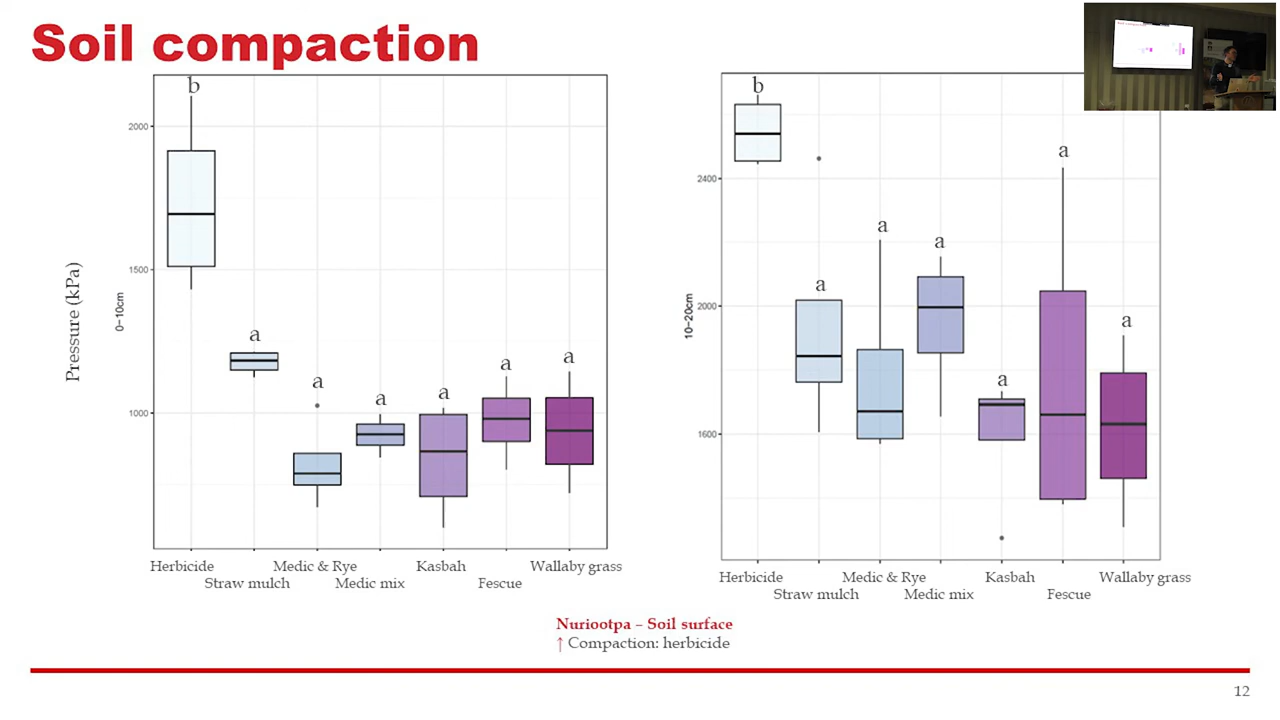 Soil compaction
Pressure (kPa)
0–10cm
2000
1500
1000
b
a
a
a
a
a
a
Herbicide
Straw mulch
Medic & Rye
Medic mix
Kasbah
Fescue
Wallaby grass
10–20cm
2400
2000
1600
b
a
a
a
a
a
a
Herbicide
Straw mulch
Medic & Rye
Medic mix
Kasbah
Fescue
Wallaby grass
Nuriootpa – Soil surface
↑ Compaction: herbicide
12